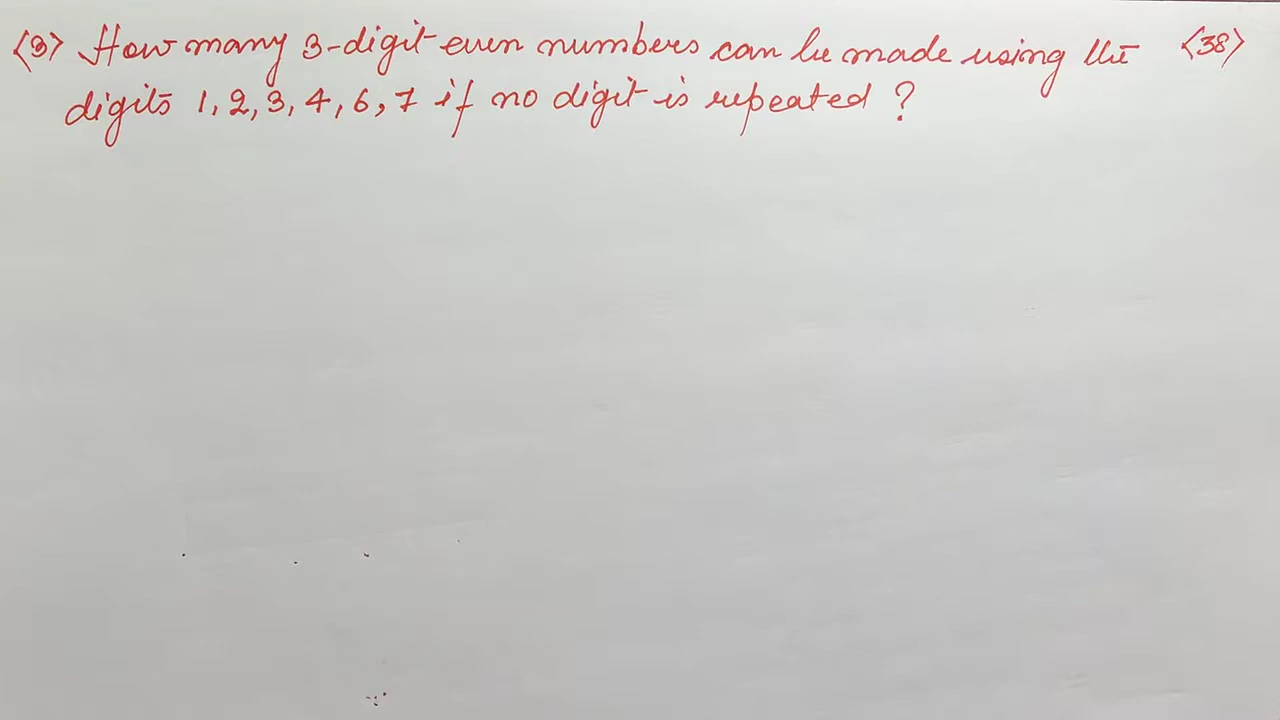 (3) How many 3-digit even numbers can be made using the (38)
digits 1, 2, 3, 4, 6, 7 if no digit is repeated ?